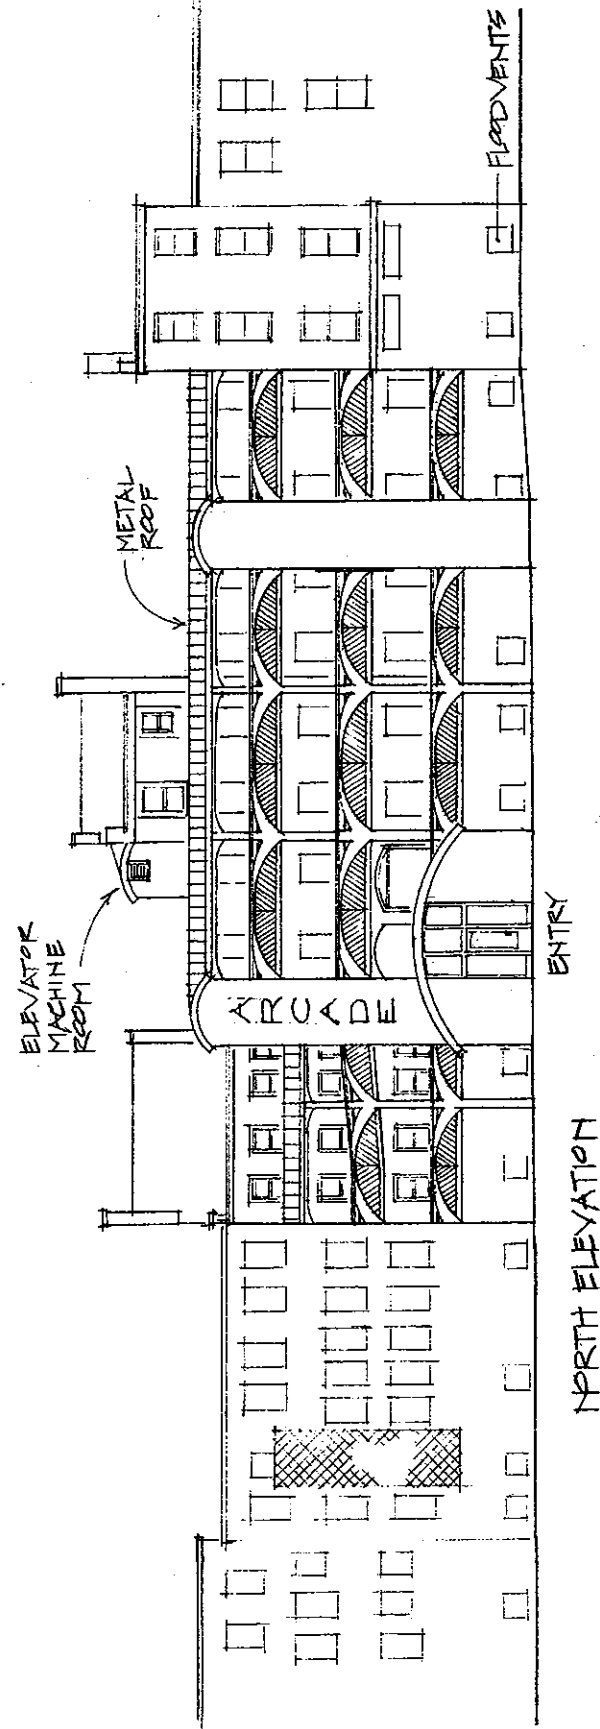 ELEVATOR
MACHINE
ROOM
METAL
ROOF
ARCADE
ENTRY
FLOODVENTS
NORTH ELEVATION